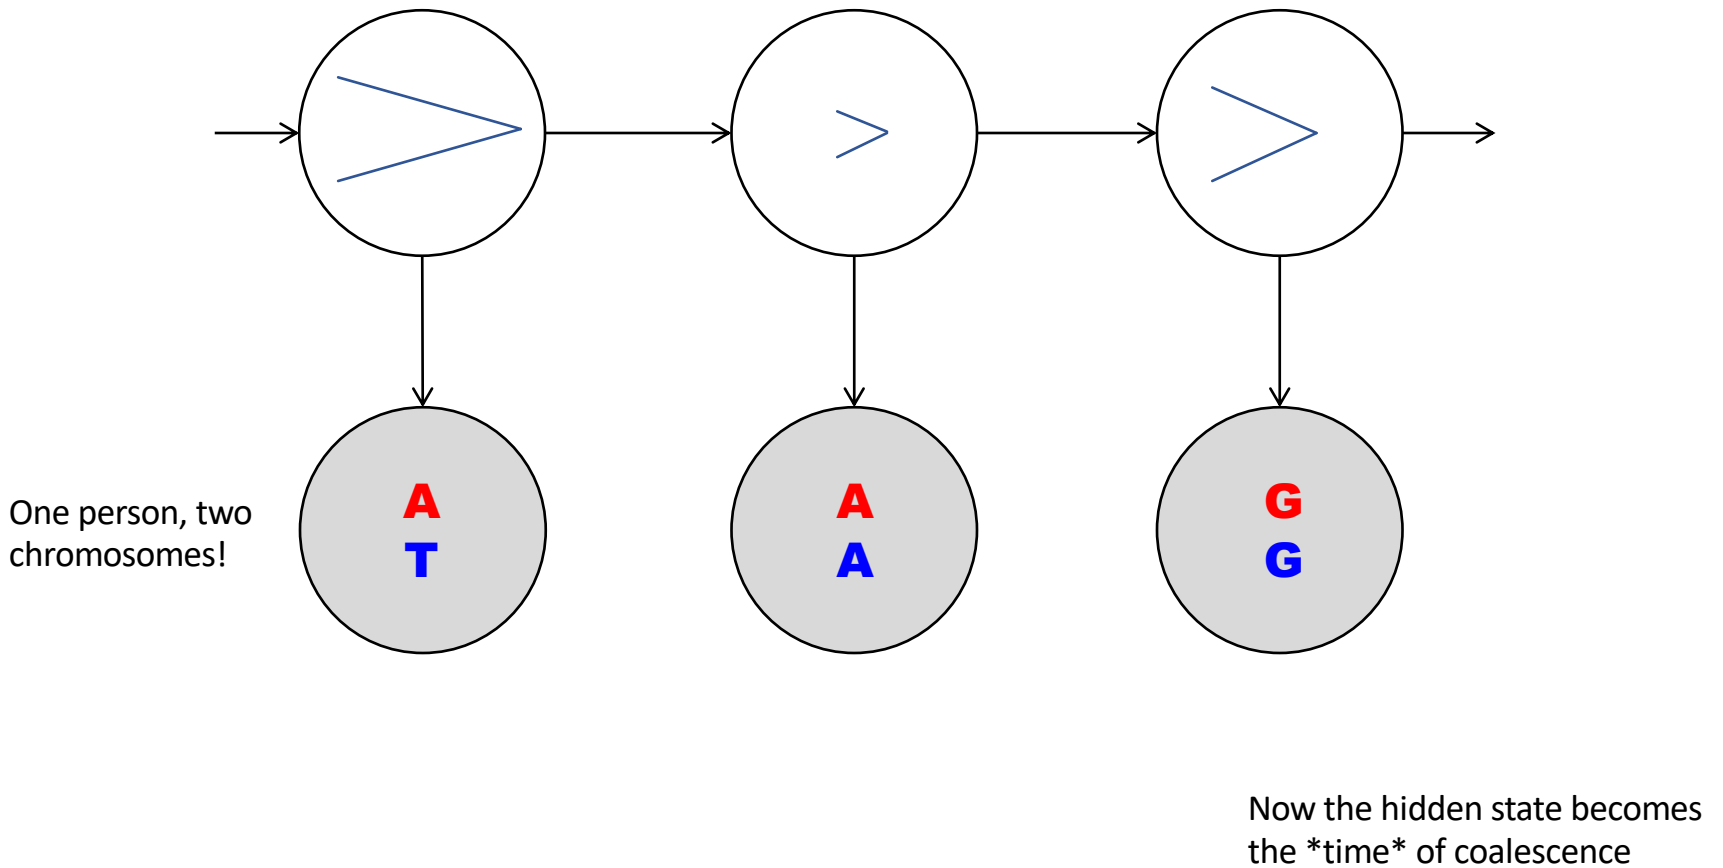 One person, two
chromosomes!
A
T
A
A
G
G
Now the hidden state becomes
the *time* of coalescence